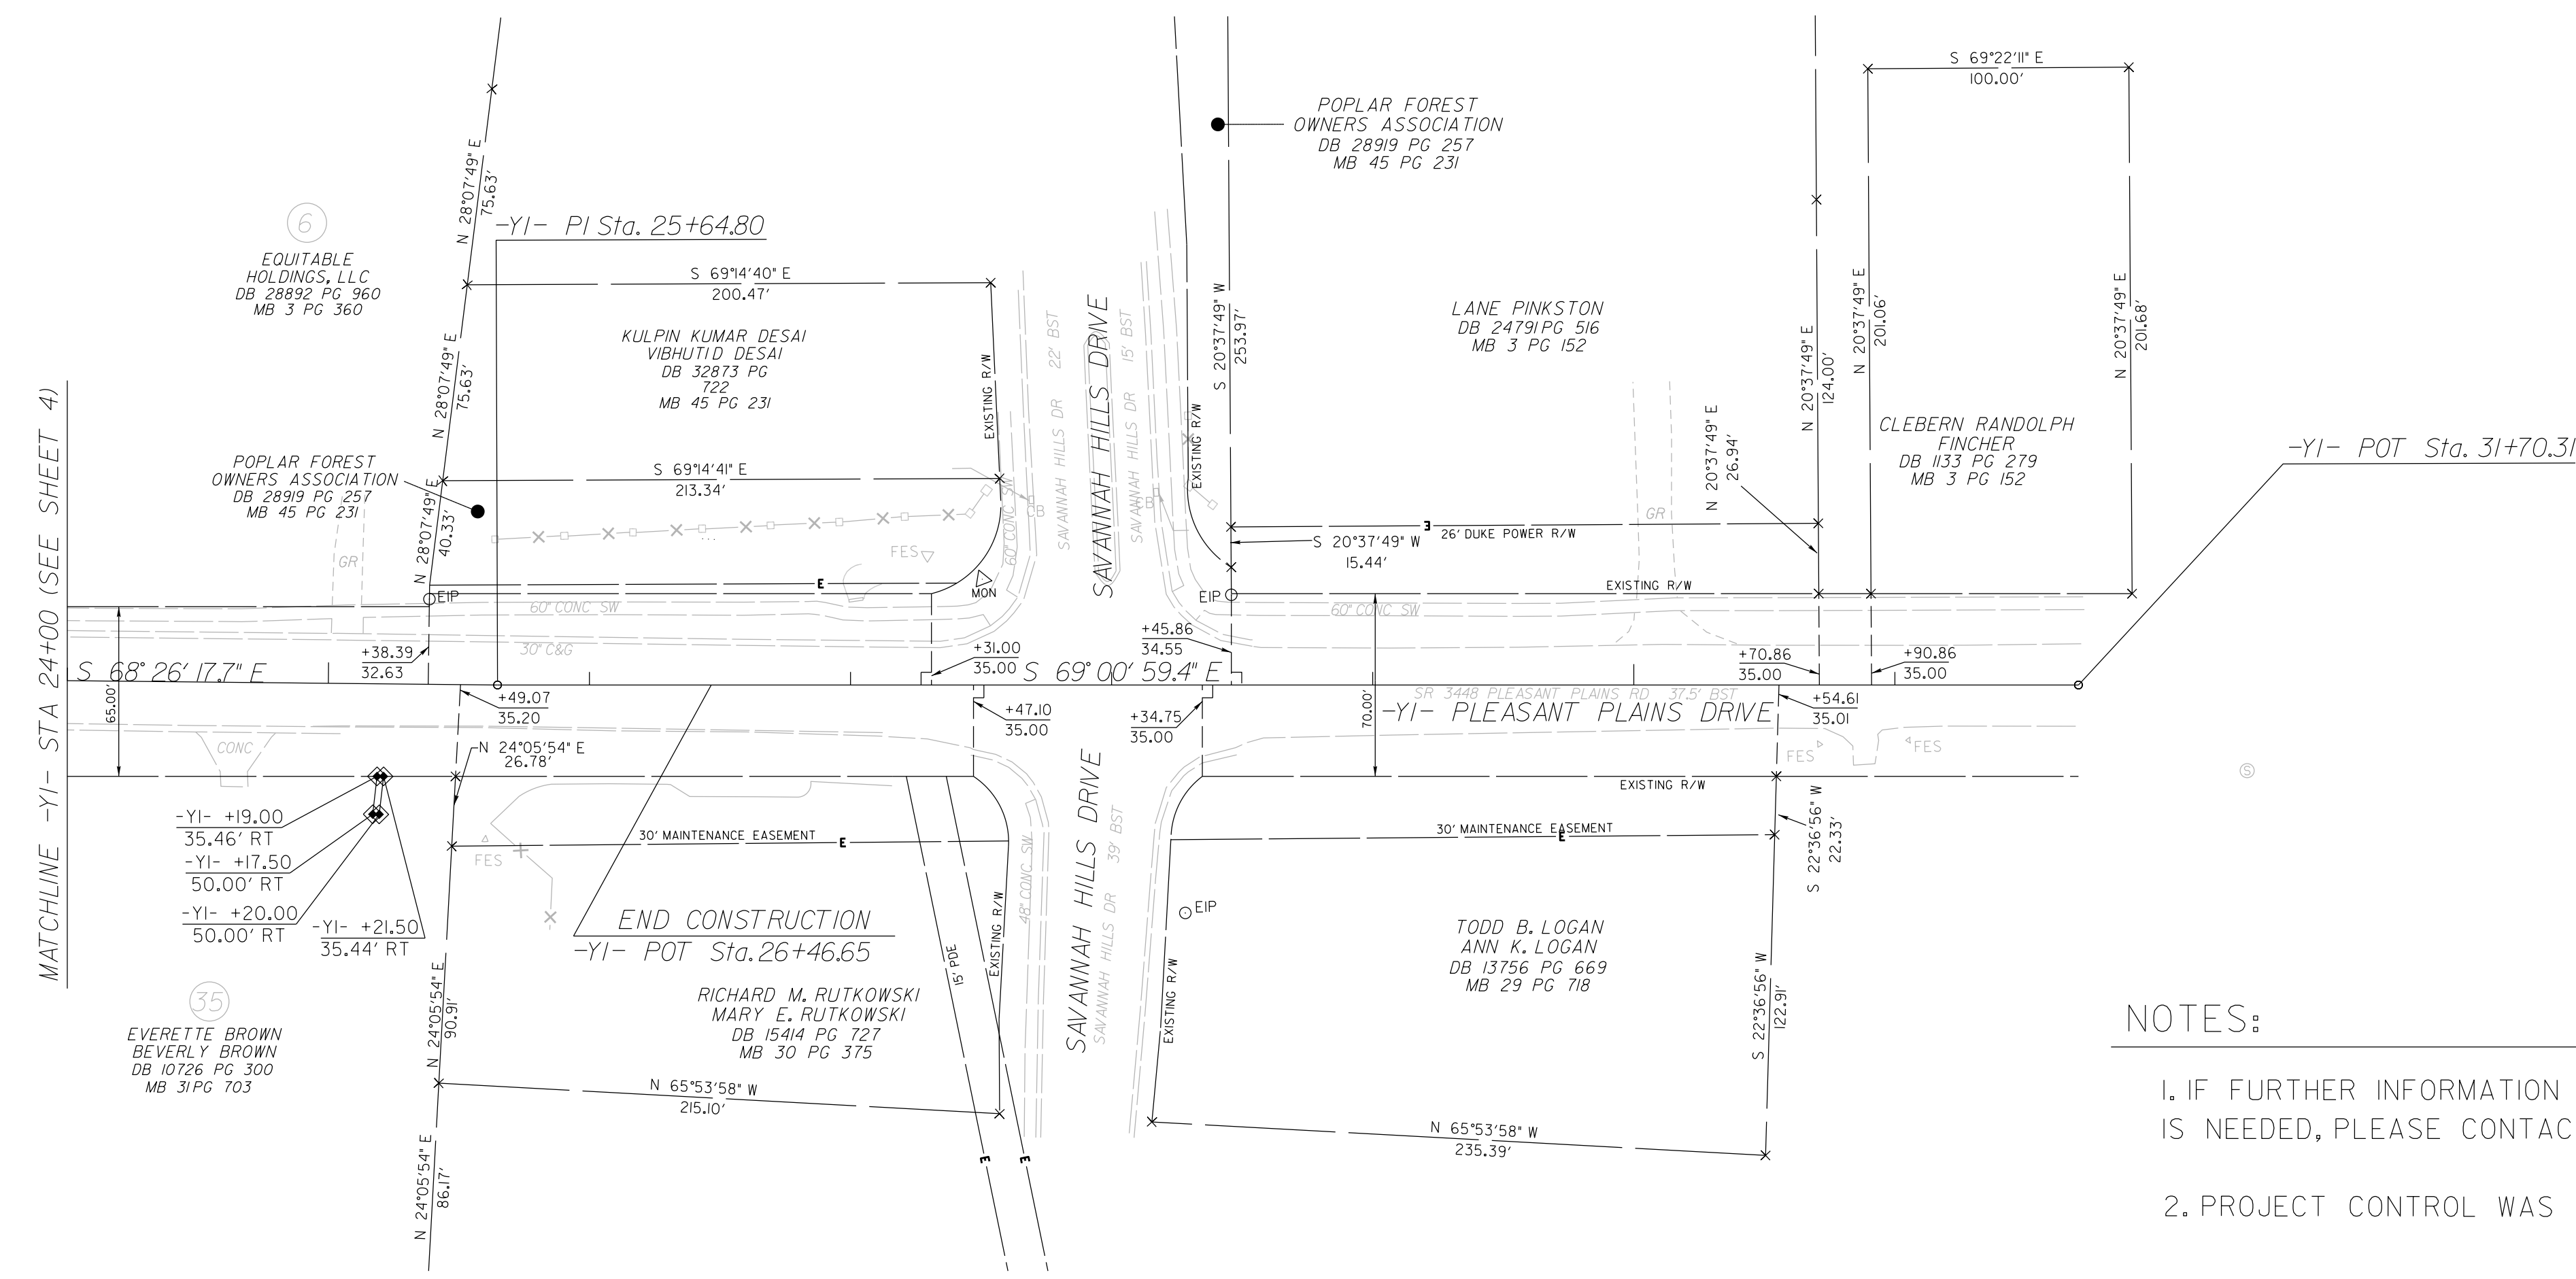 S 69°22'11" E
100.00'
POPLAR FOREST
OWNERS ASSOCIATION
DB 28919 PG 257
MB 45 PG 231
N 28°07'49" E
75.63'
6
EQUITABLE
HOLDINGS, LLC
DB 28892 PG 960
MB 3 PG 360
-Y1- PI Sta. 25+64.80
S 69°14'40" E
200.47'
KULPIN KUMAR DESAI
VIBHUTI D DESAI
DB 32873 PG
722
MB 45 PG 231
EXISTING R/W
N 28°07'49" E
75.63'
S 69°14'41" E
213.34'
POPLAR FOREST
OWNERS ASSOCIATION
DB 28919 PG 257
MB 45 PG 231
N 28°07'49" E
40.33'
GR
EIP
FES
E
MON
60" CONC SW
60" CONC SW
30" C&G
CB
SAVANNAH HILLS DR 22' BST
SAVANNAH HILLS DRIVE
SAVANNAH HILLS DR 15' BST
CB
EXISTING R/W
S 20°37'49" W
253.97'
LANE PINKSTON
DB 24791 PG 516
MB 3 PG 152
N 20°37'49" E
26.94'
N 20°37'49" E
124.00'
N 20°37'49" E
201.06'
N 20°37'49" E
201.68'
CLEBERN RANDOLPH
FINCHER
DB 1133 PG 279
MB 3 PG 152
-Y1- POT Sta. 31+70.31
E
26' DUKE POWER R/W
GR
S 20°37'49" W
15.44'
EIP
EXISTING R/W
60" CONC SW
MATCHLINE -Y1- STA 24+00 (SEE SHEET 4)
65.00'
S 68°26'17.7" E
+38.39
32.63
+49.07
35.20
+31.00
35.00
S 69°00'59.4" E
+45.86
34.55
+47.10
35.00
+34.75
35.00
70.00'
SR 3448 PLEASANT PLAINS RD 37.5' BST
-Y1- PLEASANT PLAINS DRIVE
+70.86
35.00
+90.86
35.00
+54.61
35.01
CONC
N 24°05'54" E
26.78'
FES
FES
S
EXISTING R/W
-Y1- +19.00
35.46' RT
-Y1- +17.50
50.00' RT
-Y1- +20.00
50.00' RT
-Y1- +21.50
35.44' RT
FES
30' MAINTENANCE EASEMENT
E
30' MAINTENANCE EASEMENT
E
S 22°36'56" W
22.33'
END CONSTRUCTION
-Y1- POT Sta. 26+46.65
15' PDE
EXISTING R/W
48" CONC. SW
SAVANNAH HILLS DRIVE
SAVANNAH HILLS DR 39' BST
EXISTING R/W
EIP
TODD B. LOGAN
ANN K. LOGAN
DB 13756 PG 669
MB 29 PG 718
S 22°36'56" W
122.91'
35
EVERETTE BROWN
BEVERLY BROWN
DB 10726 PG 300
MB 31 PG 703
N 24°05'54" E
90.91'
RICHARD M. RUTKOWSKI
MARY E. RUTKOWSKI
DB 15414 PG 727
MB 30 PG 375
N 65°53'58" W
215.10'
N 65°53'58" W
235.39'
N 24°05'54" E
86.17'
E
E
NOTES:
1. IF FURTHER INFORMATION
IS NEEDED, PLEASE CONTAC
2. PROJECT CONTROL WAS